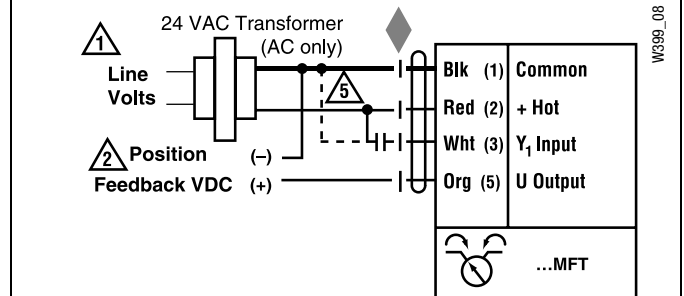 24 VAC Transformer
(AC only)
1
Line
Volts
5
2 Position (–)
Feedback VDC (+)
Blk (1) Common
Red (2) + Hot
Wht (3) Y₁ Input
Org (5) U Output
...MFT
W399_08